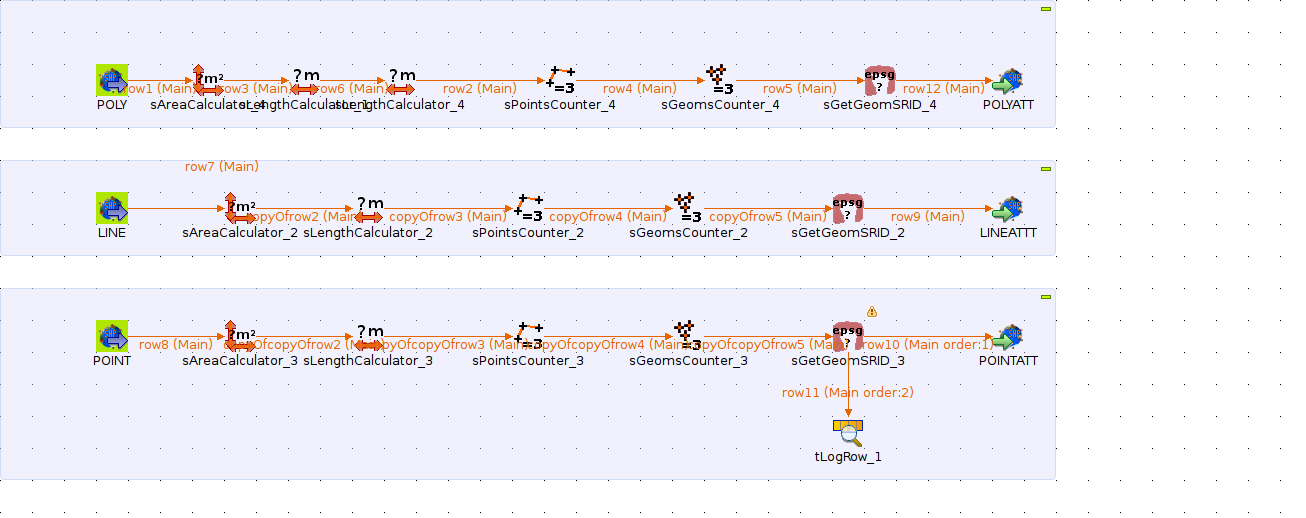 ?m² ?m ?m =3 =3 epsg ?
row1 (Main) row3 (Main) row6 (Main) row2 (Main) row4 (Main) row5 (Main) row12 (Main)
POLY sAreaCalculator_4 sLengthCalculator_1 sLengthCalculator_4 sPointsCounter_4 sGeomsCounter_4 sGetGeomSRID_4 POLYATT
row7 (Main)
?m² ?m =3 =3 epsg ?
copyOfrow2 (Main) copyOfrow3 (Main) copyOfrow4 (Main) copyOfrow5 (Main) row9 (Main)
LINE sAreaCalculator_2 sLengthCalculator_2 sPointsCounter_2 sGeomsCounter_2 sGetGeomSRID_2 LINEATTT
?m² ?m =3 =3 epsg ?
row8 (Main) copyOfcopyOfrow2 (Main) copyOfcopyOfrow3 (Main) copyOfcopyOfrow4 (Main) copyOfcopyOfrow5 (Main) row10 (Main order:1)
POINT sAreaCalculator_3 sLengthCalculator_3 sPointsCounter_3 sGeomsCounter_3 sGetGeomSRID_3 POINTATT
row11 (Main order:2)
tLogRow_1